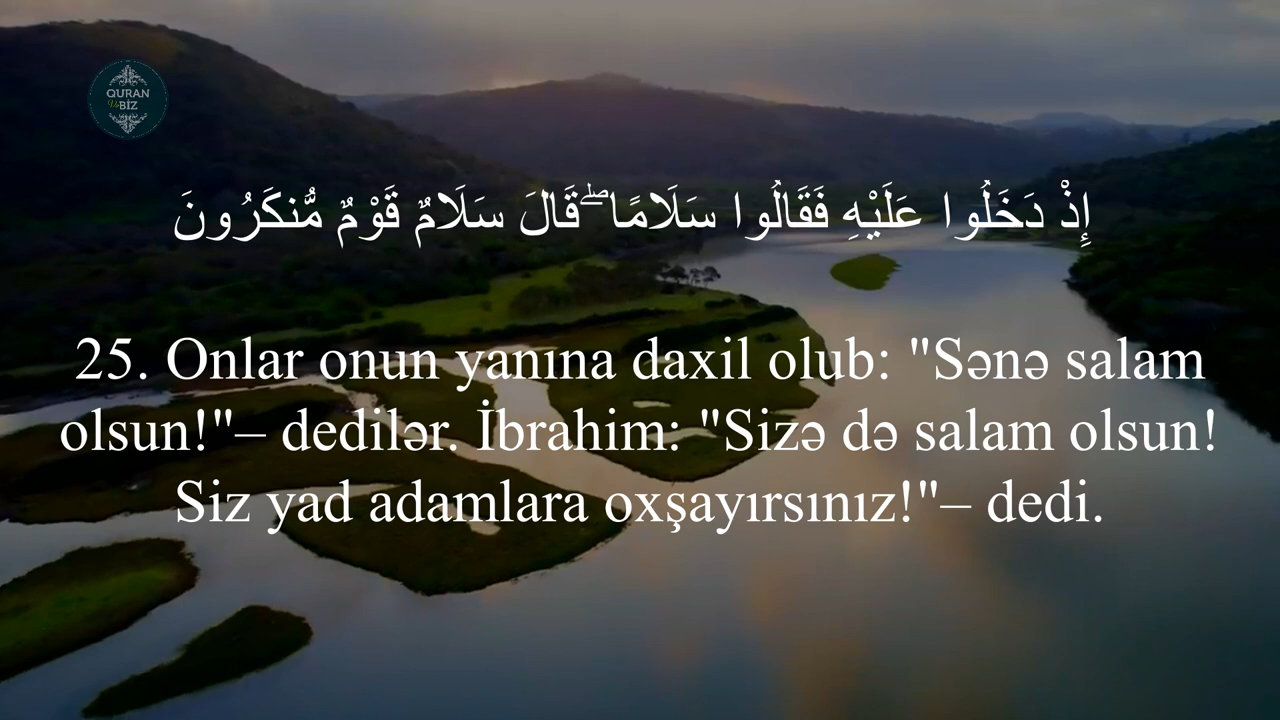 QURAN
Və BİZ
إِذْ دَخَلُوا۟ عَلَيْهِ فَقَالُوا۟ سَلَامًا ۖ قَالَ سَلَامٌ قَوْمٌ مُّنكَرُونَ
25. Onlar onun yanına daxil olub: "Sənə salam
olsun!"– dedilər. İbrahim: "Sizə də salam olsun!
Siz yad adamlara oxşayırsınız!"– dedi.